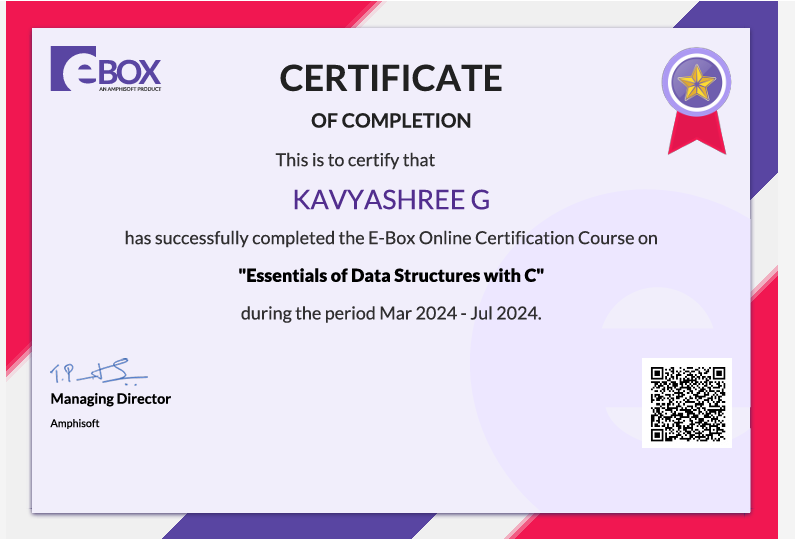 eBOX
AN AMPHISOFT PRODUCT
CERTIFICATE
OF COMPLETION
This is to certify that
KAVYASHREE G
has successfully completed the E-Box Online Certification Course on
"Essentials of Data Structures with C"
during the period Mar 2024 - Jul 2024.
Managing Director
Amphisoft